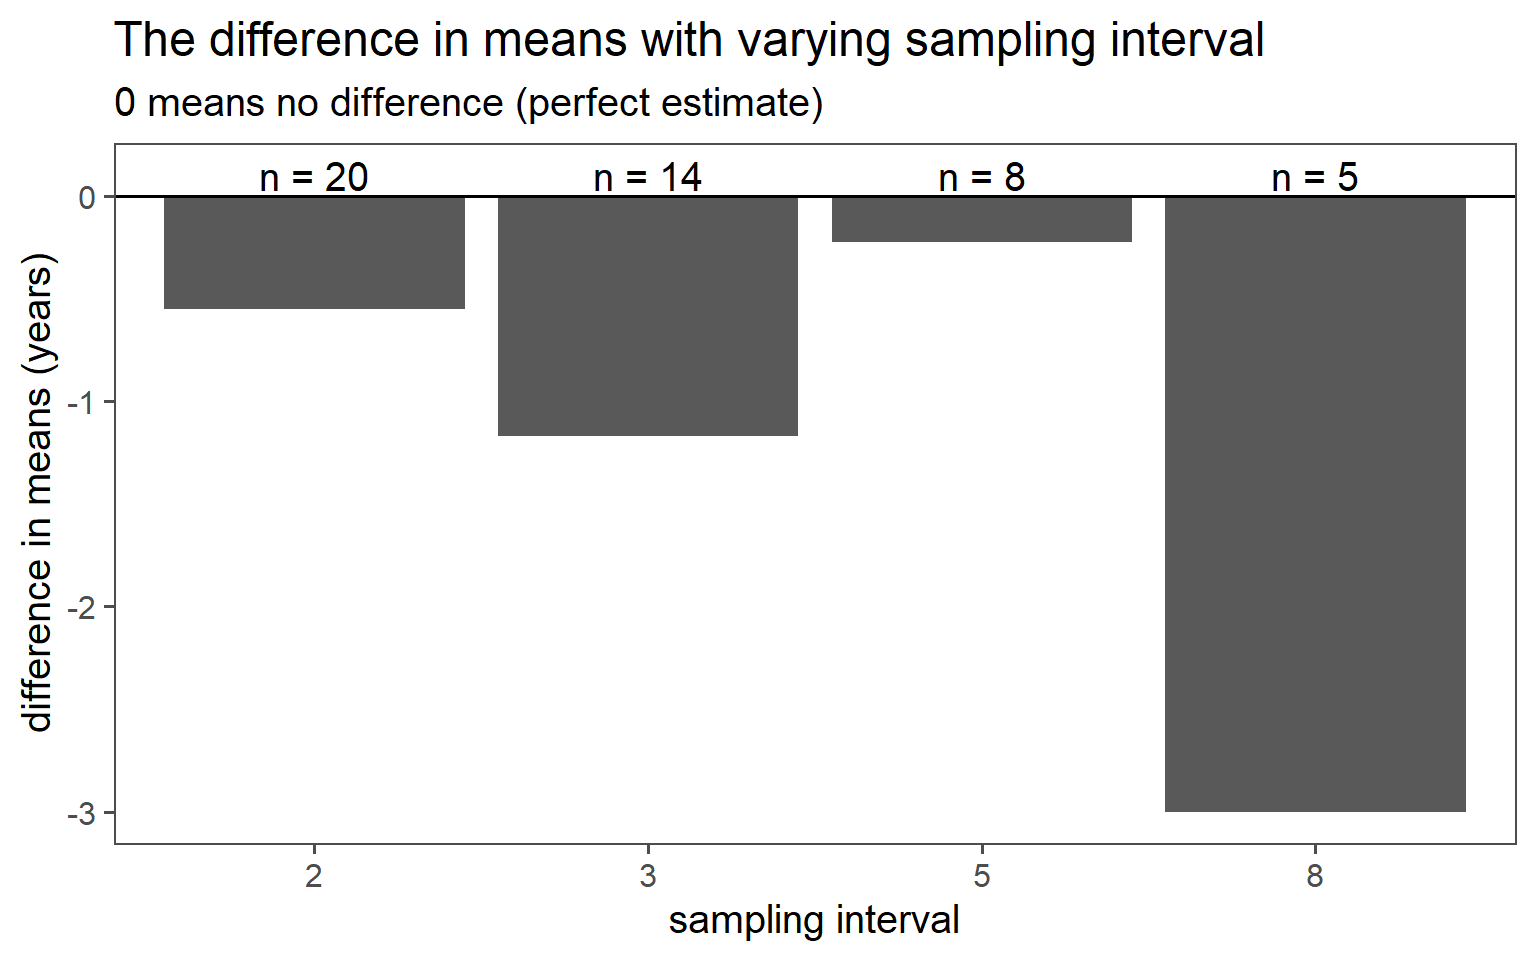 The difference in means with varying sampling interval
0 means no difference (perfect estimate)
n = 20 n = 14 n = 8 n = 5
0
-1
-2
-3
difference in means (years)
2 3 5 8
sampling interval